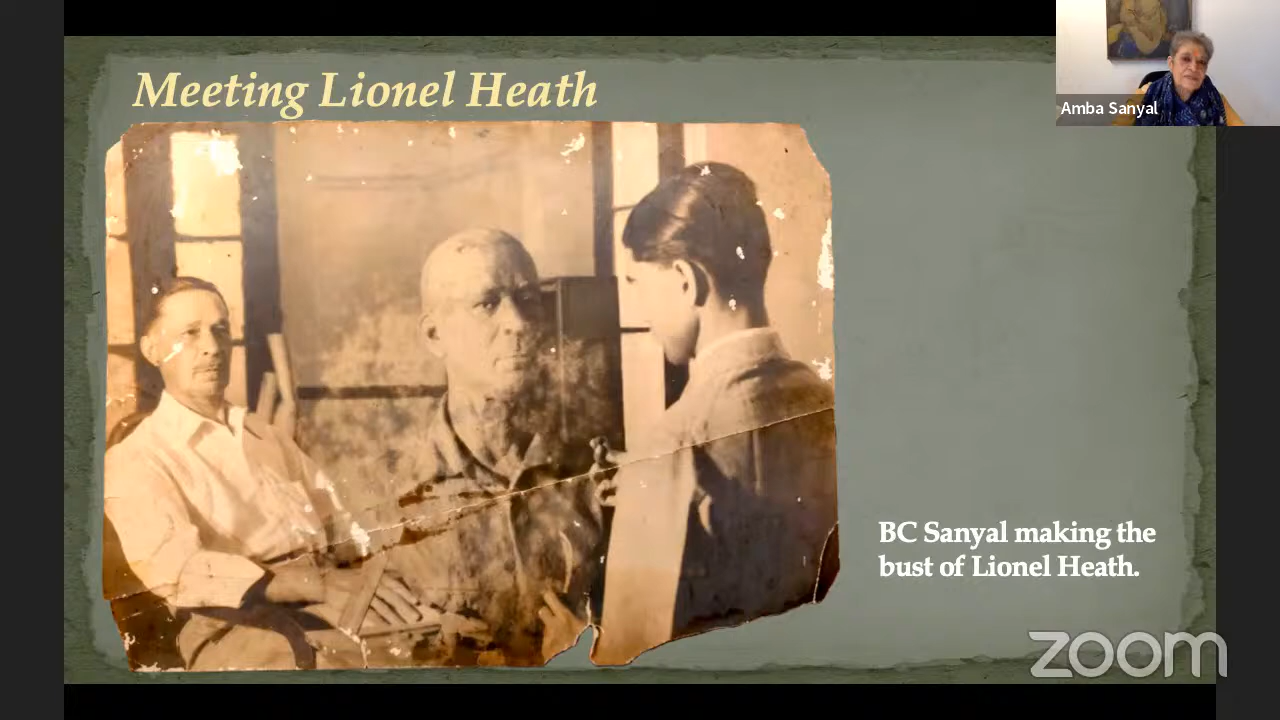 Meeting Lionel Heath
Amba Sanyal
BC Sanyal making the
bust of Lionel Heath.
zoom